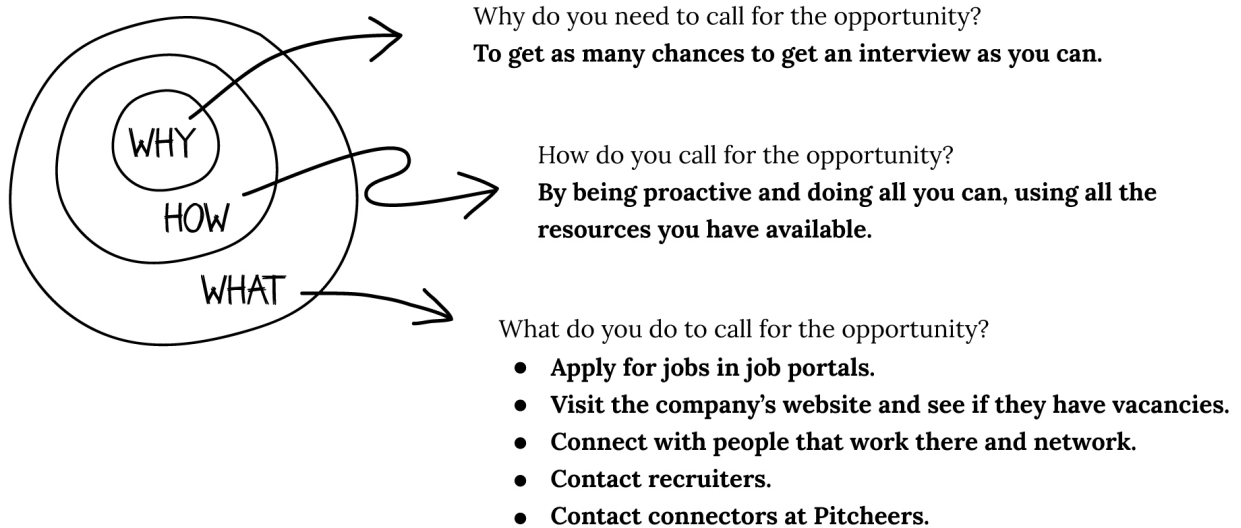 Why do you need to call for the opportunity?
To get as many chances to get an interview as you can.
WHY
How do you call for the opportunity?
By being proactive and doing all you can, using all the
resources you have available.
HOW
WHAT
What do you do to call for the opportunity?
● Apply for jobs in job portals.
● Visit the company’s website and see if they have vacancies.
● Connect with people that work there and network.
● Contact recruiters.
● Contact connectors at Pitcheers.